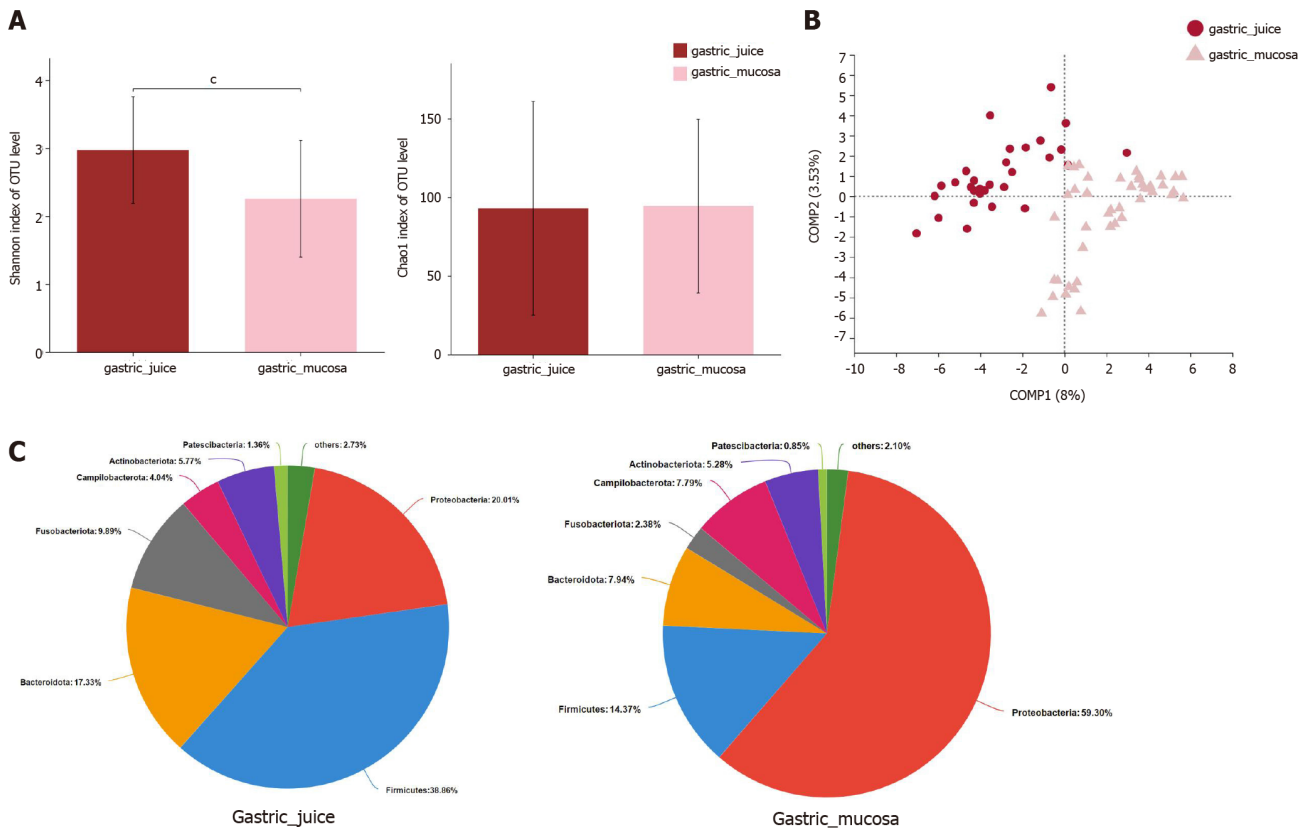 A
gastric_juice
gastric_mucosa
Shannon index of OTU level
4
3
2
1
0
c
gastric_juice
gastric_mucosa
Chao1 index of OTU level
150
100
50
0
gastric_juice
gastric_mucosa
B
gastric_juice
gastric_mucosa
COMP2 (3.53%)
7
6
5
4
3
2
1
0
-1
-2
-3
-4
-5
-6
-7
-10
-8
-6
-4
-2
0
2
4
6
8
COMP1 (8%)
C
Patescibacteria: 1.36%
others: 2.73%
Actinobacteriota: 5.77%
Campilobacterota: 4.04%
Proteobacteria: 20.01%
Fusobacteriota: 9.89%
Bacteroidota: 17.33%
Firmicutes:38.86%
Gastric_juice
Patescibacteria: 0.85%
others: 2.10%
Actinobacteriota: 5.28%
Campilobacterota: 7.79%
Fusobacteriota: 2.38%
Bacteroidota: 7.94%
Firmicutes: 14.37%
Proteobacteria: 59.30%
Gastric_mucosa